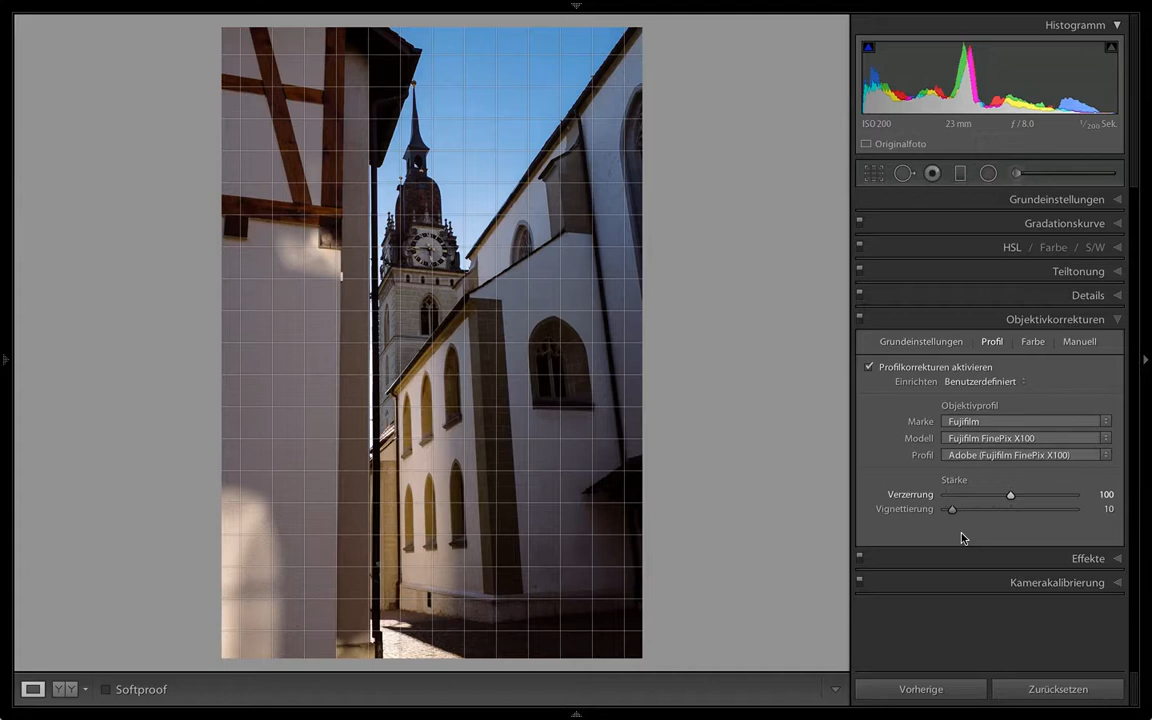 Histogramm
ISO 200 23 mm ƒ / 8.0 1/200 Sek.
Originalfoto
Grundeinstellungen
Gradationskurve
HSL / Farbe / S/W
Teiltonung
Details
Objektivkorrekturen
Grundeinstellungen Profil Farbe Manuell
Profilkorrekturen aktivieren
Einrichten Benutzerdefiniert
Objektivprofil
Marke Fujifilm
Modell Fujifilm FinePix X100
Profil Adobe (Fujifilm FinePix X100)
Stärke
Verzerrung 100
Vignettierung 10
Effekte
Kamerakalibrierung
YY Softproof Vorherige Zurücksetzen